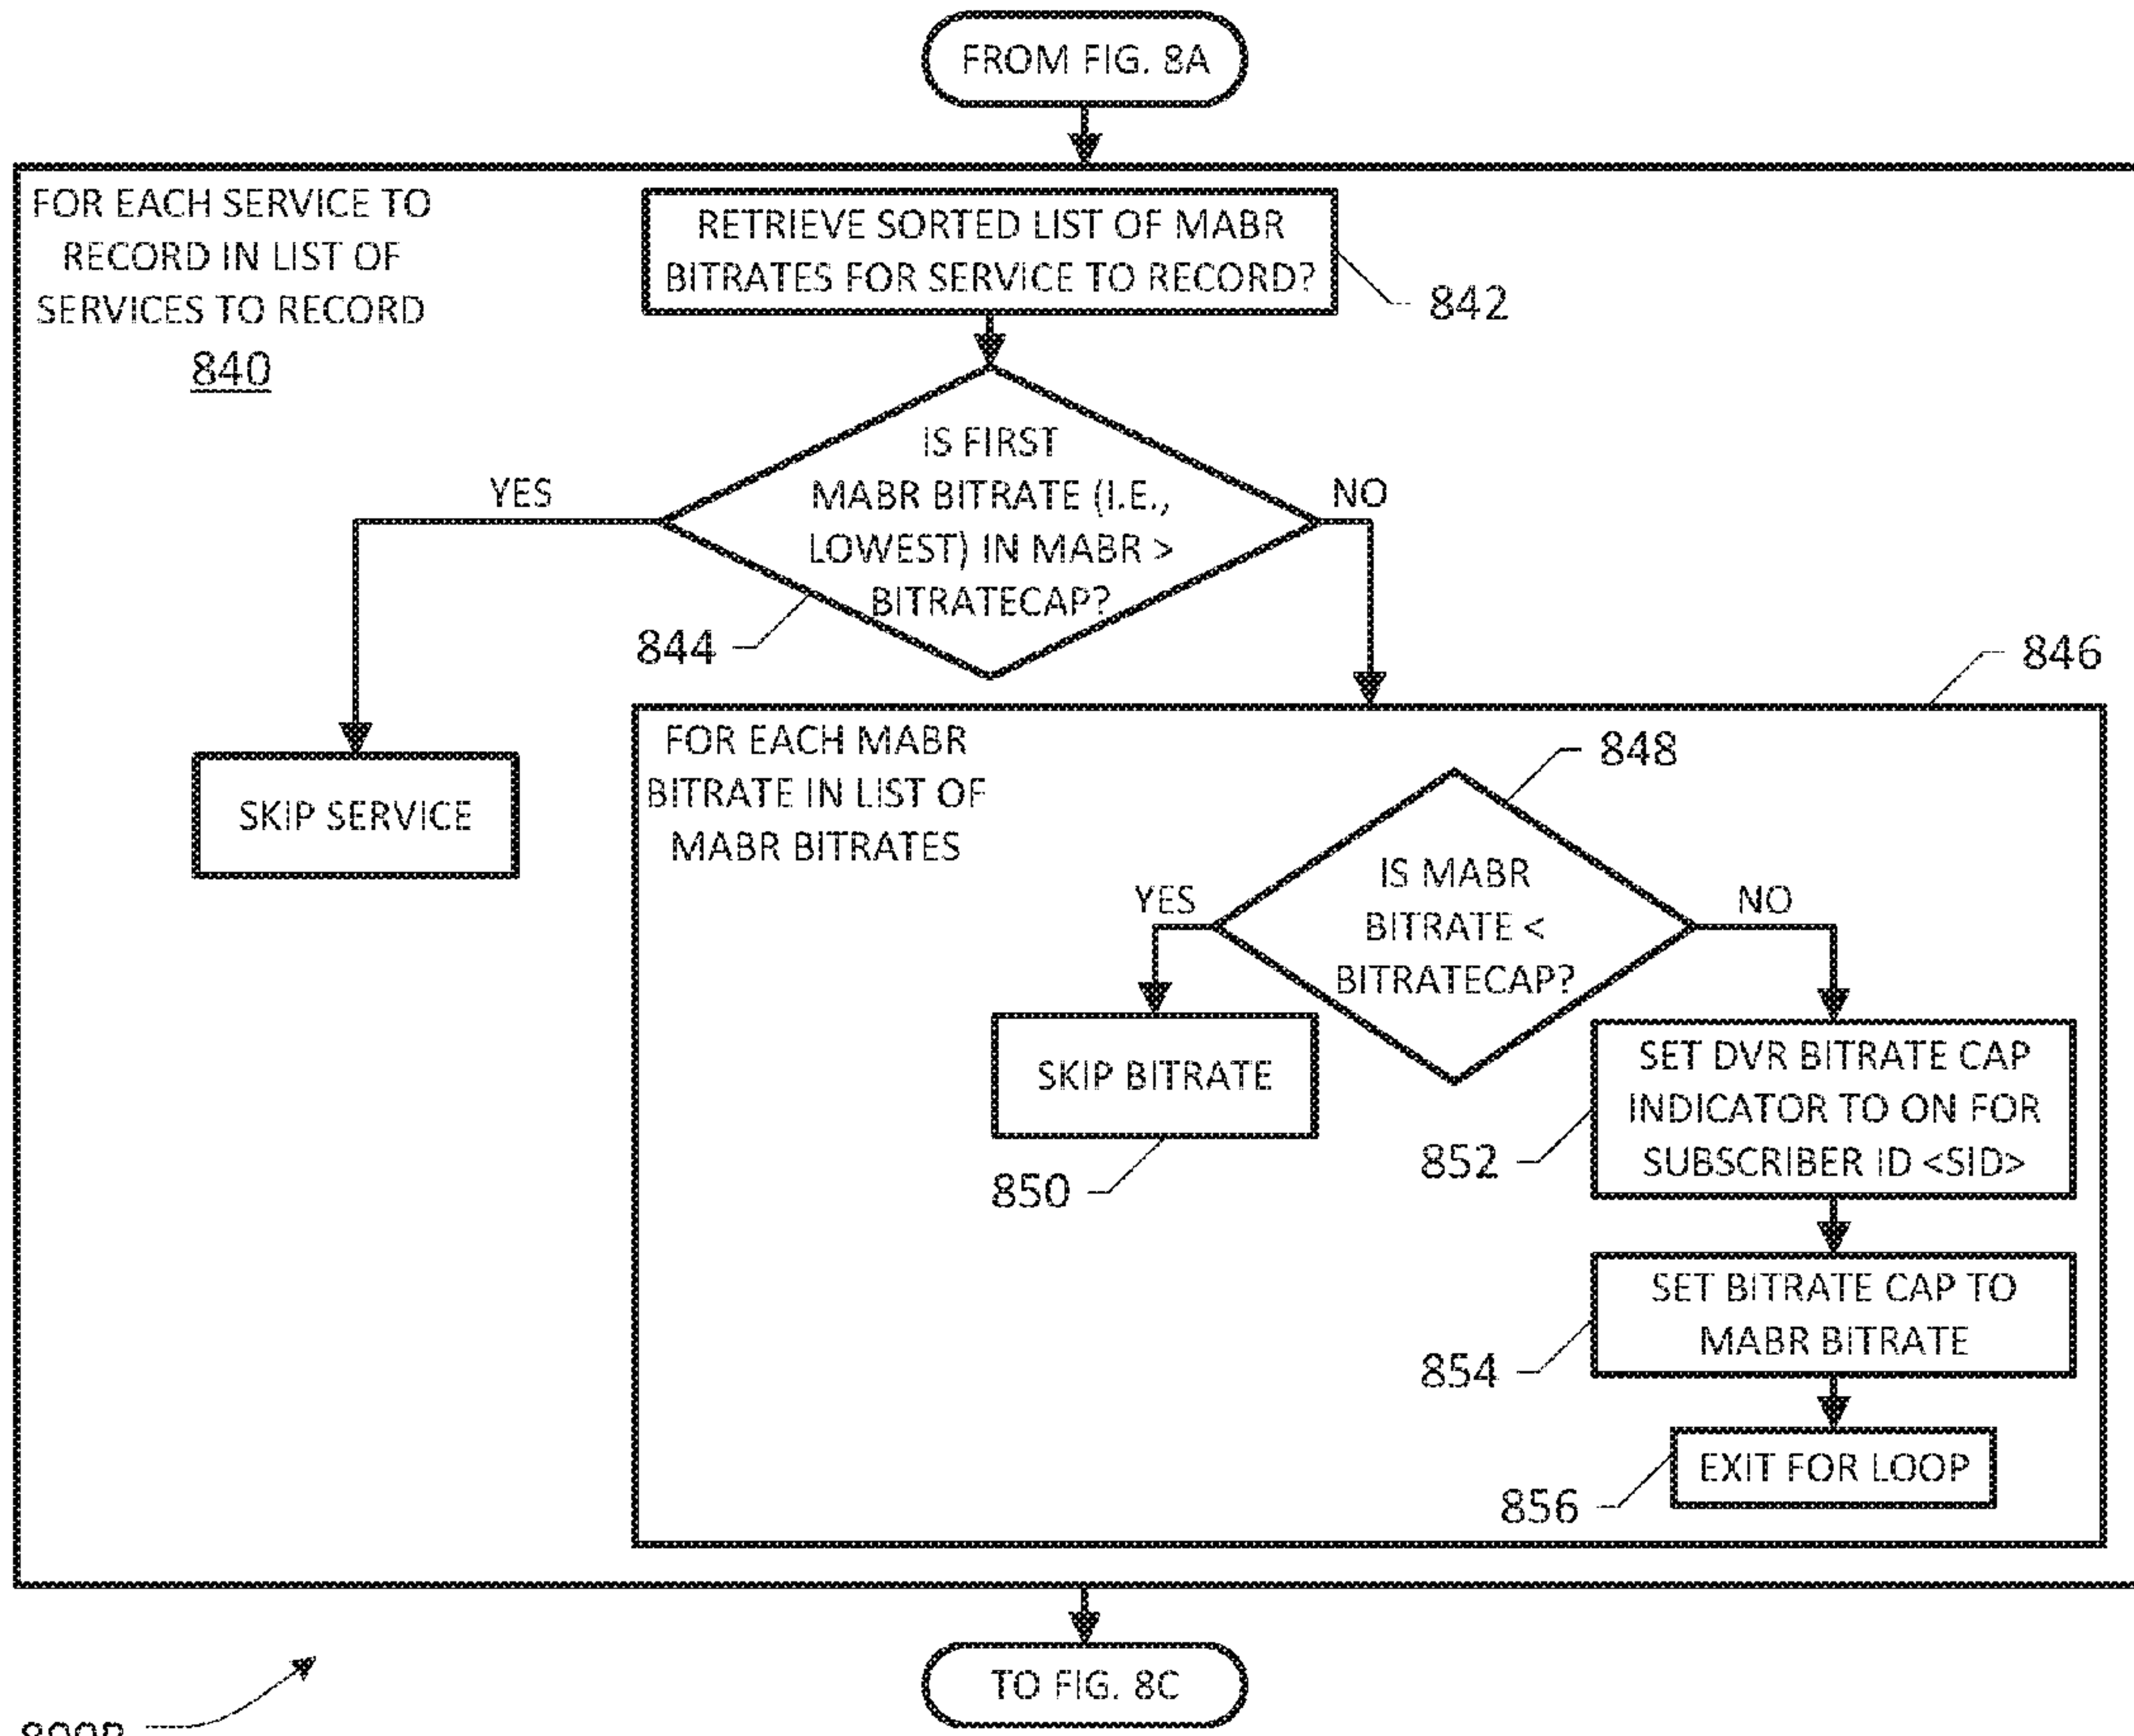 FROM FIG. 8A
FOR EACH SERVICE TO
RECORD IN LIST OF
SERVICES TO RECORD
840
RETRIEVE SORTED LIST OF MABR
BITRATES FOR SERVICE TO RECORD?
842
IS FIRST
MABR BITRATE (I.E.,
LOWEST) IN MABR >
BITRATECAP?
YES
NO
844
846
SKIP SERVICE
FOR EACH MABR
BITRATE IN LIST OF
MABR BITRATES
848
IS MABR
BITRATE <
BITRATECAP?
YES
NO
SKIP BITRATE
850
SET DVR BITRATE CAP
INDICATOR TO ON FOR
SUBSCRIBER ID <SID>
852
SET BITRATE CAP TO
MABR BITRATE
854
EXIT FOR LOOP
856
TO FIG. 8C